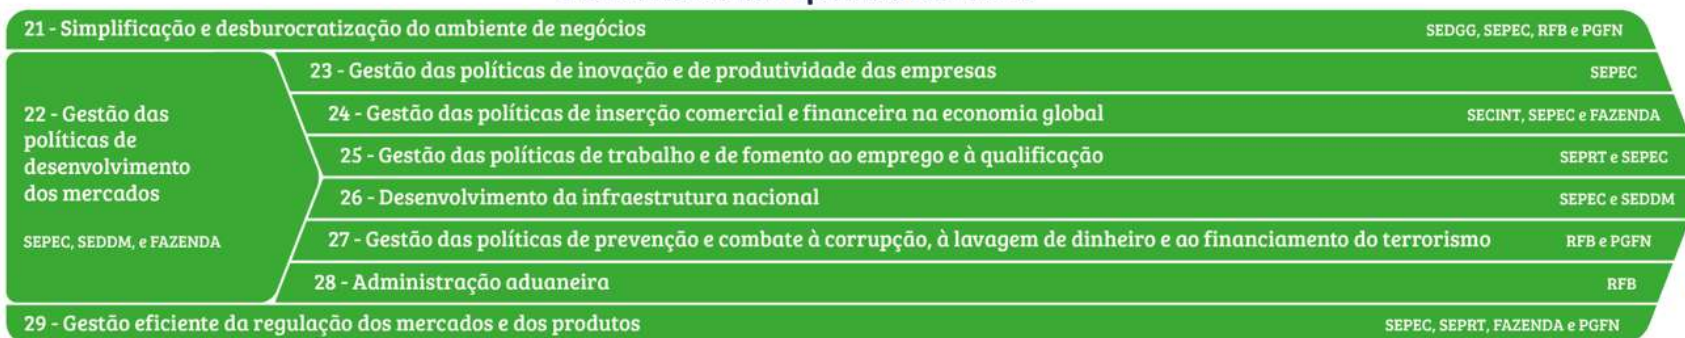 21 - Simplificação e desburocratização do ambiente de negócios SEDGG, SEPEC, RFB e PGFN
22 - Gestão das
políticas de
desenvolvimento
dos mercados
SEPEC, SEDDM, e FAZENDA
23 - Gestão das políticas de inovação e de produtividade das empresas SEPEC
24 - Gestão das políticas de inserção comercial e financeira na economia global SECINT, SEPEC e FAZENDA
25 - Gestão das políticas de trabalho e de fomento ao emprego e à qualificação SEPRT e SEPEC
26 - Desenvolvimento da infraestrutura nacional SEPEC e SEDDM
27 - Gestão das políticas de prevenção e combate à corrupção, à lavagem de dinheiro e ao financiamento do terrorismo RFB e PGFN
28 - Administração aduaneira RFB
29 - Gestão eficiente da regulação dos mercados e dos produtos SEPEC, SEPRT, FAZENDA e PGFN